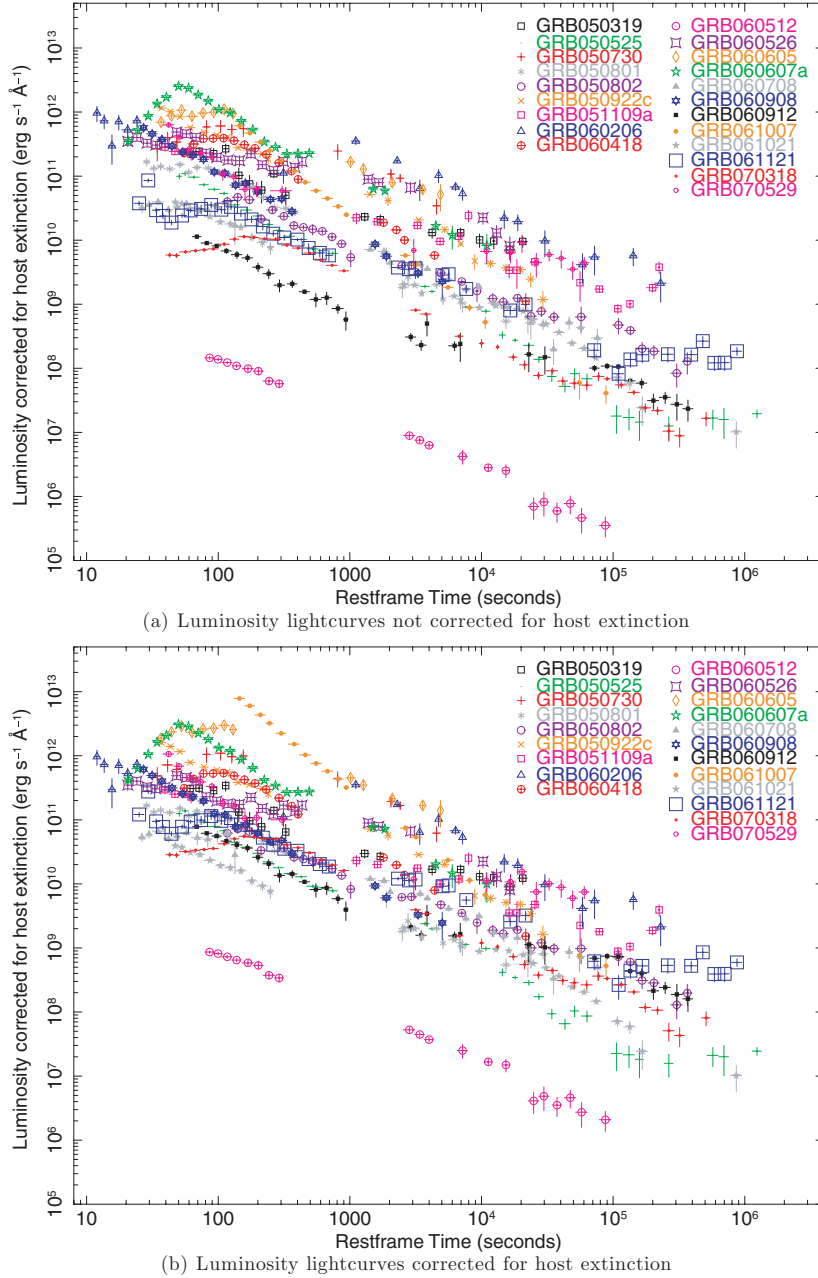 10¹³
10¹²
10¹¹
10¹⁰
10⁹
10⁸
10⁷
10⁶
10⁵
Luminosity corrected for host extinction (erg s⁻¹ Å⁻¹)
GRB050319
GRB050525
GRB050730
GRB050801
GRB050802
GRB050922c
GRB051109a
GRB060206
GRB060418
GRB060512
GRB060526
GRB060605
GRB060607a
GRB060708
GRB060908
GRB060912
GRB061007
GRB061021
GRB061121
GRB070318
GRB070529
10 100 1000 10⁴ 10⁵ 10⁶
Restframe Time (seconds)
(a) Luminosity lightcurves not corrected for host extinction
10¹³
10¹²
10¹¹
10¹⁰
10⁹
10⁸
10⁷
10⁶
10⁵
Luminosity corrected for host extinction (erg s⁻¹ Å⁻¹)
GRB050319
GRB050525
GRB050730
GRB050801
GRB050802
GRB050922c
GRB051109a
GRB060206
GRB060418
GRB060512
GRB060526
GRB060605
GRB060607a
GRB060708
GRB060908
GRB060912
GRB061007
GRB061021
GRB061121
GRB070318
GRB070529
10 100 1000 10⁴ 10⁵ 10⁶
Restframe Time (seconds)
(b) Luminosity lightcurves corrected for host extinction